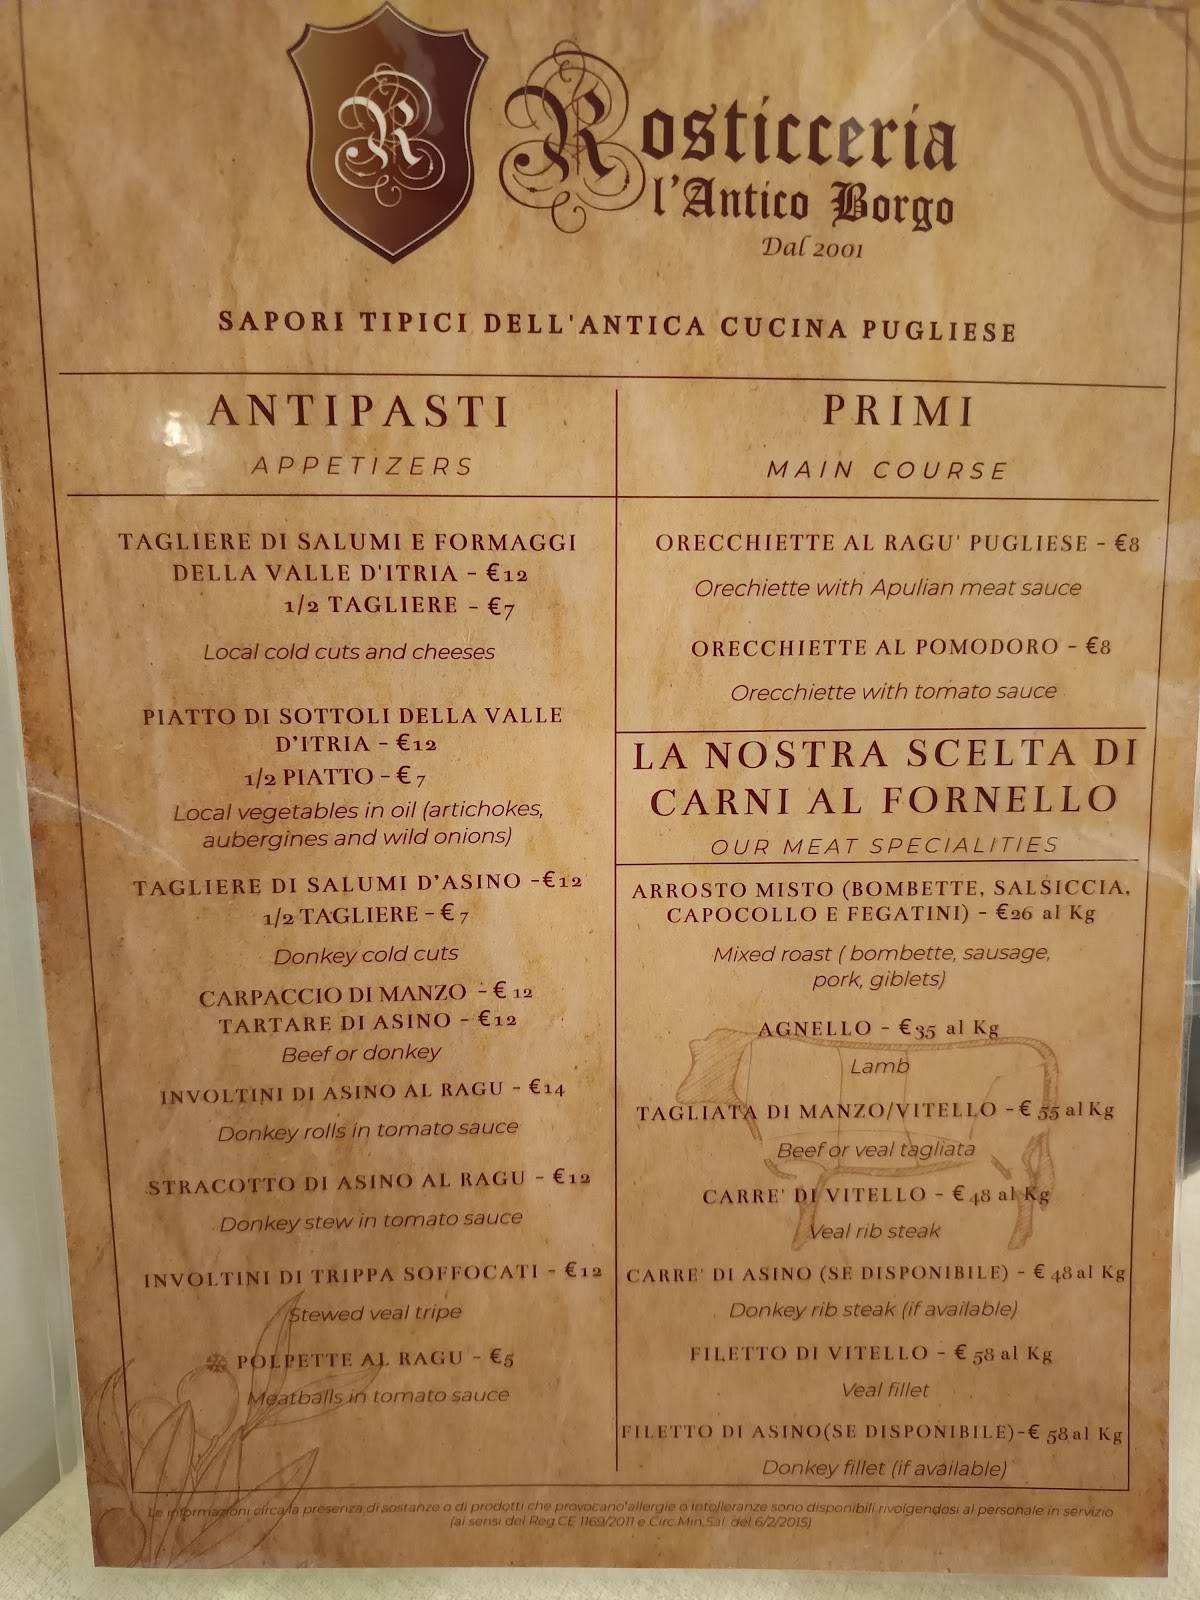 R
Rosticceria
l'Antico Borgo
Dal 2001
SAPORI TIPICI DELL'ANTICA CUCINA PUGLIESE
ANTIPASTI
APPETIZERS
TAGLIERE DI SALUMI E FORMAGGI
DELLA VALLE D'ITRIA - €12
1/2 TAGLIERE - €7
Local cold cuts and cheeses
PIATTO DI SOTTOLI DELLA VALLE
D'ITRIA - €12
1/2 PIATTO - € 7
Local vegetables in oil (artichokes,
aubergines and wild onions)
TAGLIERE DI SALUMI D'ASINO -€12
1/2 TAGLIERE - € 7
Donkey cold cuts
CARPACCIO DI MANZO - € 12
TARTARE DI ASINO - €12
Beef or donkey
INVOLTINI DI ASINO AL RAGU - €14
Donkey rolls in tomato sauce
STRACOTTO DI ASINO AL RAGU - €12
Donkey stew in tomato sauce
INVOLTINI DI TRIPPA SOFFOCATI - €12
Stewed veal tripe
POLPETTE AL RAGU - €5
Meatballs in tomato sauce
PRIMI
MAIN COURSE
ORECCHIETTE AL RAGU' PUGLIESE - €8
Orechiette with Apulian meat sauce
ORECCHIETTE AL POMODORO - €8
Orecchiette with tomato sauce
LA NOSTRA SCELTA DI
CARNI AL FORNELLO
OUR MEAT SPECIALITIES
ARROSTO MISTO (BOMBETTE, SALSICCIA,
CAPOCOLLO E FEGATINI) - €26 al Kg
Mixed roast ( bombette, sausage,
pork, giblets)
AGNELLO - €35 al Kg
Lamb
TAGLIATA DI MANZO/VITELLO - € 55 al Kg
Beef or veal tagliata
CARRE' DI VITELLO - € 48 al Kg
Veal rib steak
CARRE' DI ASINO (SE DISPONIBILE) - € 48 al Kg
Donkey rib steak (if available)
FILETTO DI VITELLO - € 58 al Kg
Veal fillet
FILETTO DI ASINO(SE DISPONIBILE)-€ 58 al Kg
Donkey fillet (if available)
Le informazioni circa la presenza di sostanze o di prodotti che provocano allergie o intolleranze sono disponibili rivolgendosi al personale in servizio
(ai sensi del Reg.CE 1169/2011 e Circ.Min.Sal. del 6/2/2015)